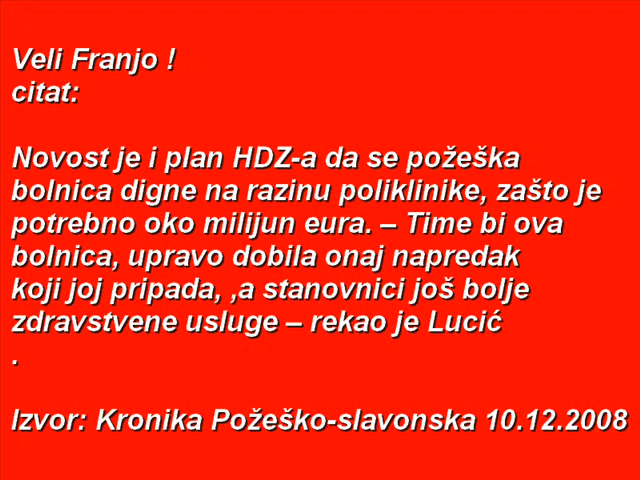 Veli Franjo !
citat:
Novost je i plan HDZ-a da se požeška
bolnica digne na razinu poliklinike, zašto je
potrebno oko milijun eura. – Time bi ova
bolnica, upravo dobila onaj napredak
koji joj pripada, ,a stanovnici još bolje
zdravstvene usluge – rekao je Lucić
.
Izvor: Kronika Požeško-slavonska 10.12.2008